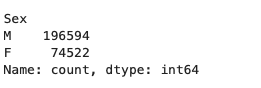 Sex
M    196594
F     74522
Name: count, dtype: int64